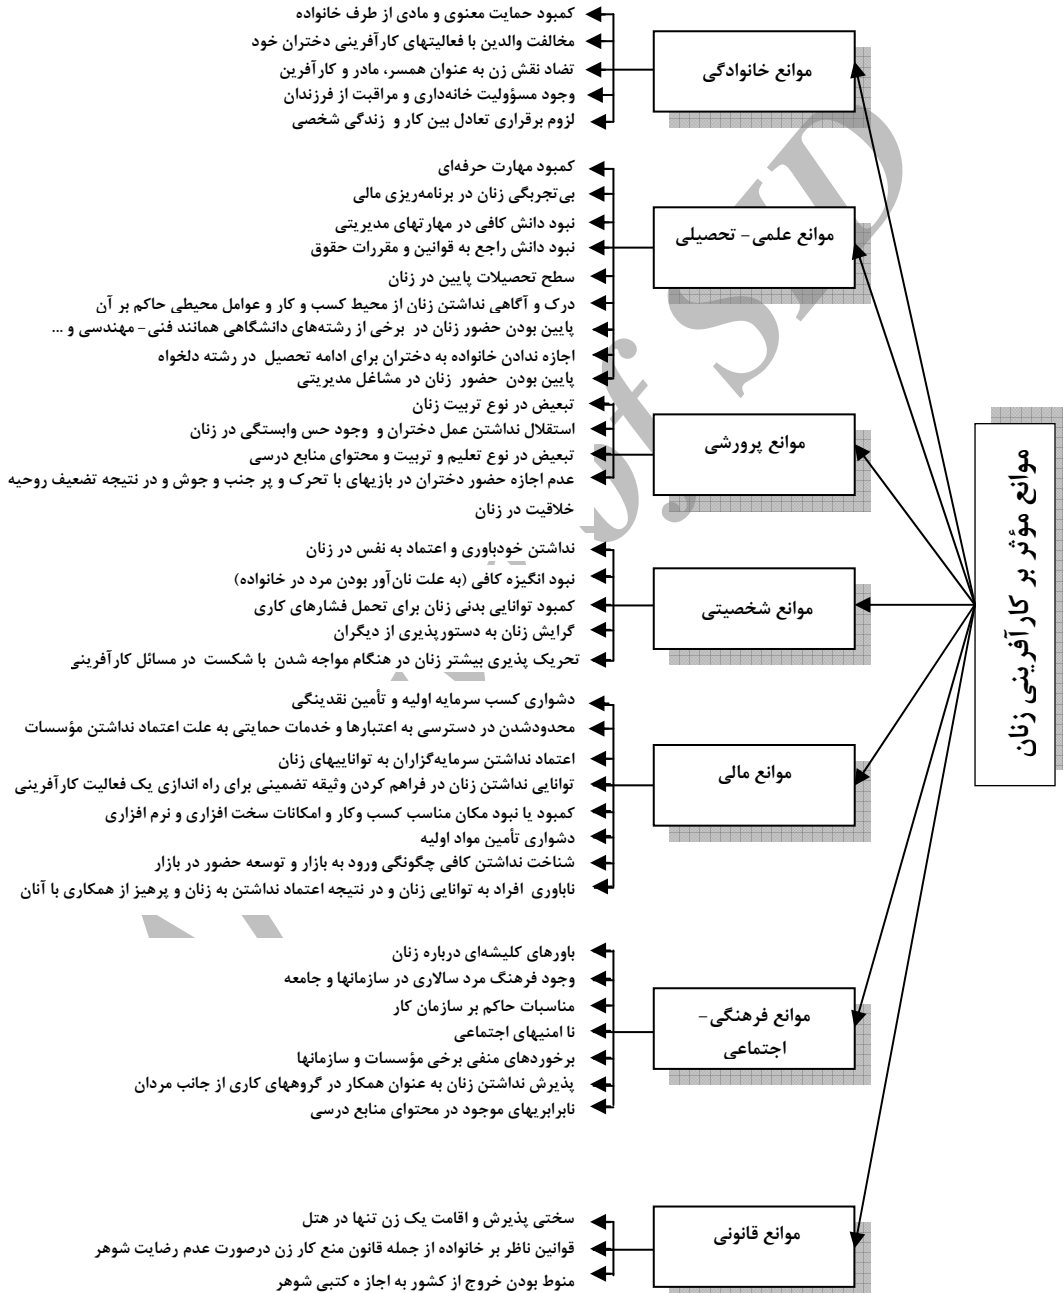 موانع مؤثر بر کارآفرینی زنان
موانع خانوادگی
کمبود حمایت معنوی و مادی از طرف خانواده
مخالفت والدین با فعالیتهای کارآفرینی دختران خود
تضاد نقش زن به عنوان همسر، مادر و کارآفرین
وجود مسؤولیت خانه‌داری و مراقبت از فرزندان
لزوم برقراری تعادل بین کار و زندگی شخصی
موانع علمی- تحصیلی
کمبود مهارت حرفه‌ای
بی‌تجربگی زنان در برنامه‌ریزی مالی
نبود دانش کافی در مهارتهای مدیریتی
نبود دانش راجع به قوانین و مقررات حقوق
سطح تحصیلات پایین در زنان
درک و آگاهی نداشتن زنان از محیط کسب و کار و عوامل محیطی حاکم بر آن
پایین بودن حضور زنان در برخی از رشته‌های دانشگاهی همانند فنی- مهندسی و ...
اجازه ندادن خانواده به دختران برای ادامه تحصیل در رشته دلخواه
پایین بودن حضور زنان در مشاغل مدیریتی
موانع پرورشی
تبعیض در نوع تربیت زنان
استقلال نداشتن عمل دختران و وجود حس وابستگی در زنان
تبعیض در نوع تعلیم و تربیت و محتوای منابع درسی
عدم اجازه حضور دختران در بازیهای با تحرک و پر جنب و جوش و در نتیجه تضعیف روحیه
خلاقیت در زنان
موانع شخصیتی
نداشتن خودباوری و اعتماد به نفس در زنان
نبود انگیزه کافی (به علت نان‌آور بودن مرد در خانواده)
کمبود توانایی بدنی زنان برای تحمل فشارهای کاری
گرایش زنان به دستورپذیری از دیگران
تحریک پذیری بیشتر زنان در هنگام مواجه شدن با شکست در مسائل کارآفرینی
موانع مالی
دشواری کسب سرمایه اولیه و تأمین نقدینگی
محدودشدن در دسترسی به اعتبارها و خدمات حمایتی به علت اعتماد نداشتن مؤسسات
اعتماد نداشتن سرمایه‌گزاران به تواناییهای زنان
توانایی نداشتن زنان در فراهم کردن وثیقه تضمینی برای راه اندازی یک فعالیت کارآفرینی
کمبود یا نبود مکان مناسب کسب وکار و امکانات سخت افزاری و نرم افزاری
دشواری تأمین مواد اولیه
شناخت نداشتن کافی چگونگی ورود به بازار و توسعه حضور در بازار
ناباوری افراد به توانایی زنان و در نتیجه اعتماد نداشتن به زنان و پرهیز از همکاری با آنان
موانع فرهنگی-
اجتماعی
باورهای کلیشه‌ای درباره زنان
وجود فرهنگ مرد سالاری در سازمانها و جامعه
مناسبات حاکم بر سازمان کار
نا امنیهای اجتماعی
برخوردهای منفی برخی مؤسسات و سازمانها
پذیرش نداشتن زنان به عنوان همکار در گروههای کاری از جانب مردان
نابرابریهای موجود در محتوای منابع درسی
موانع قانونی
سختی پذیرش و اقامت یک زن تنها در هتل
قوانین ناظر بر خانواده از جمله قانون منع کار زن درصورت عدم رضایت شوهر
منوط بودن خروج از کشور به اجاز ه کتبی شوهر
of SID